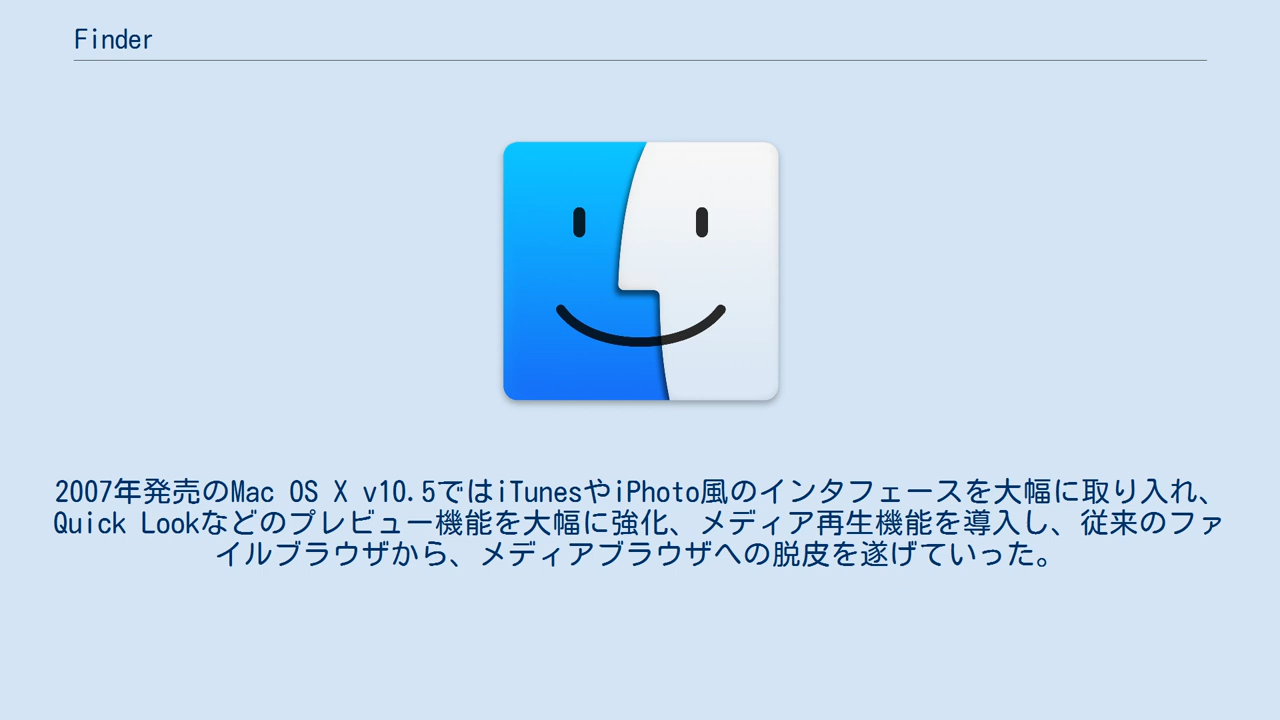 Finder
2007年発売のMac OS X v10.5ではiTunesやiPhoto風のインタフェースを大幅に取り入れ、
Quick Lookなどのプレビュー機能を大幅に強化、メディア再生機能を導入し、従来のファ
イルブラウザから、メディアブラウザへの脱皮を遂げていった。